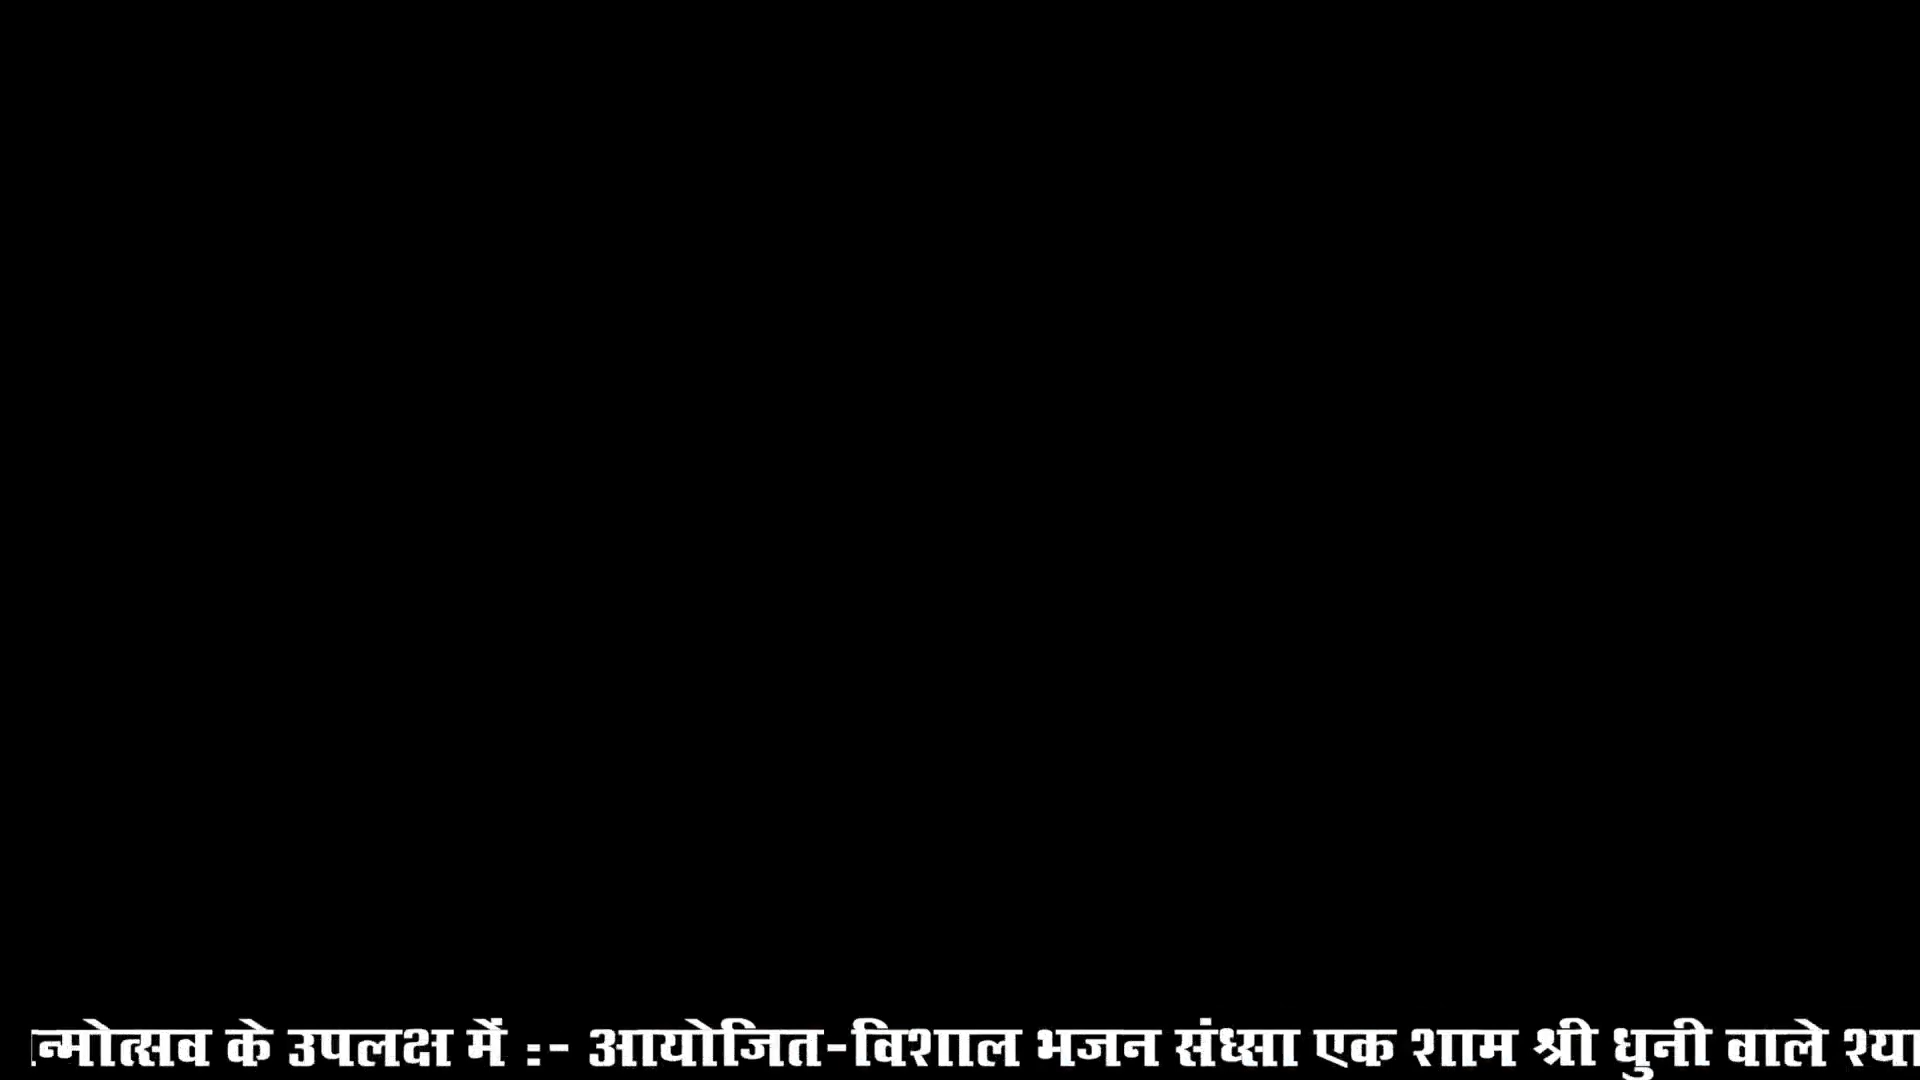 न्मोत्सव के उपलक्ष में :- आयोजित-विशाल भजन संध्सा एक शाम श्री धुनी वाले श्या